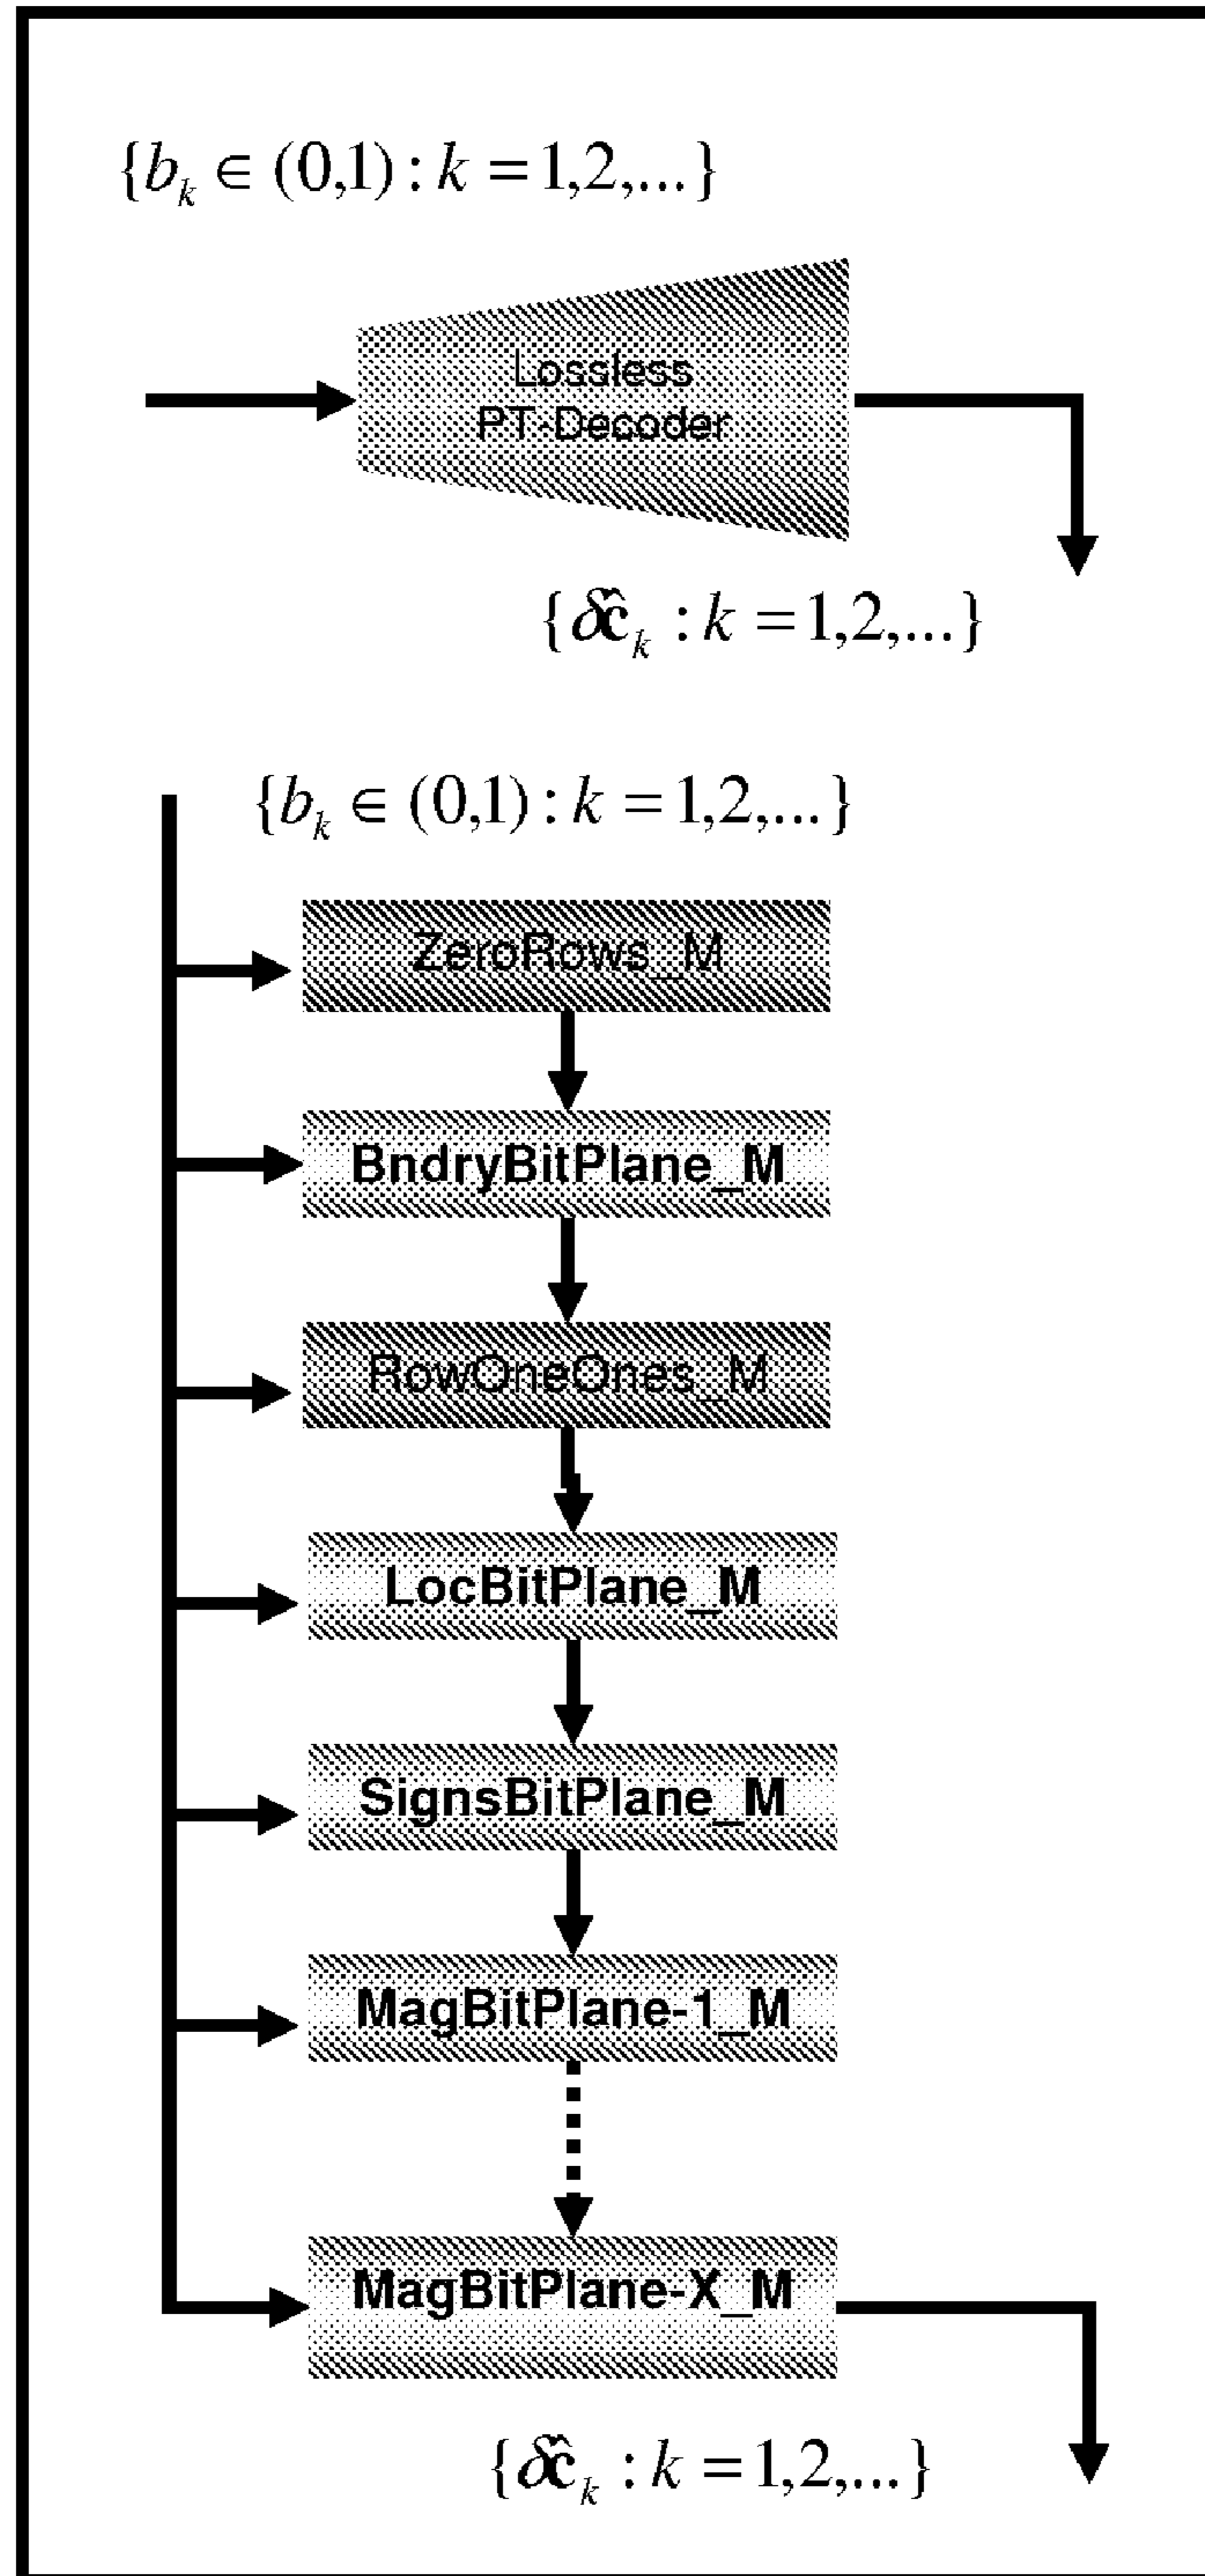 {b_k ∈ (0,1) : k = 1,2,...}
Lossless
PT-Decoder
{δĉ_k : k = 1,2,...}
{b_k ∈ (0,1) : k = 1,2,...}
ZeroRows_M
BndryBitPlane_M
RowOneOnes_M
LocBitPlane_M
SignsBitPlane_M
MagBitPlane-1_M
MagBitPlane-X_M
{δĉ_k : k = 1,2,...}